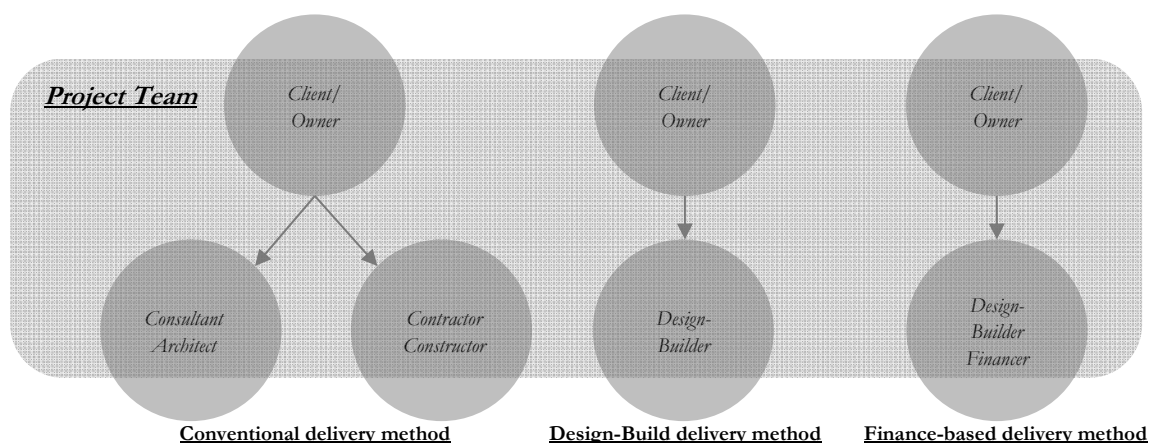 Project Team
Client/
Owner
Client/
Owner
Client/
Owner
Consultant
Architect
Contractor
Constructor
Design-
Builder
Design-
Builder
Financer
Conventional delivery method
Design-Build delivery method
Finance-based delivery method